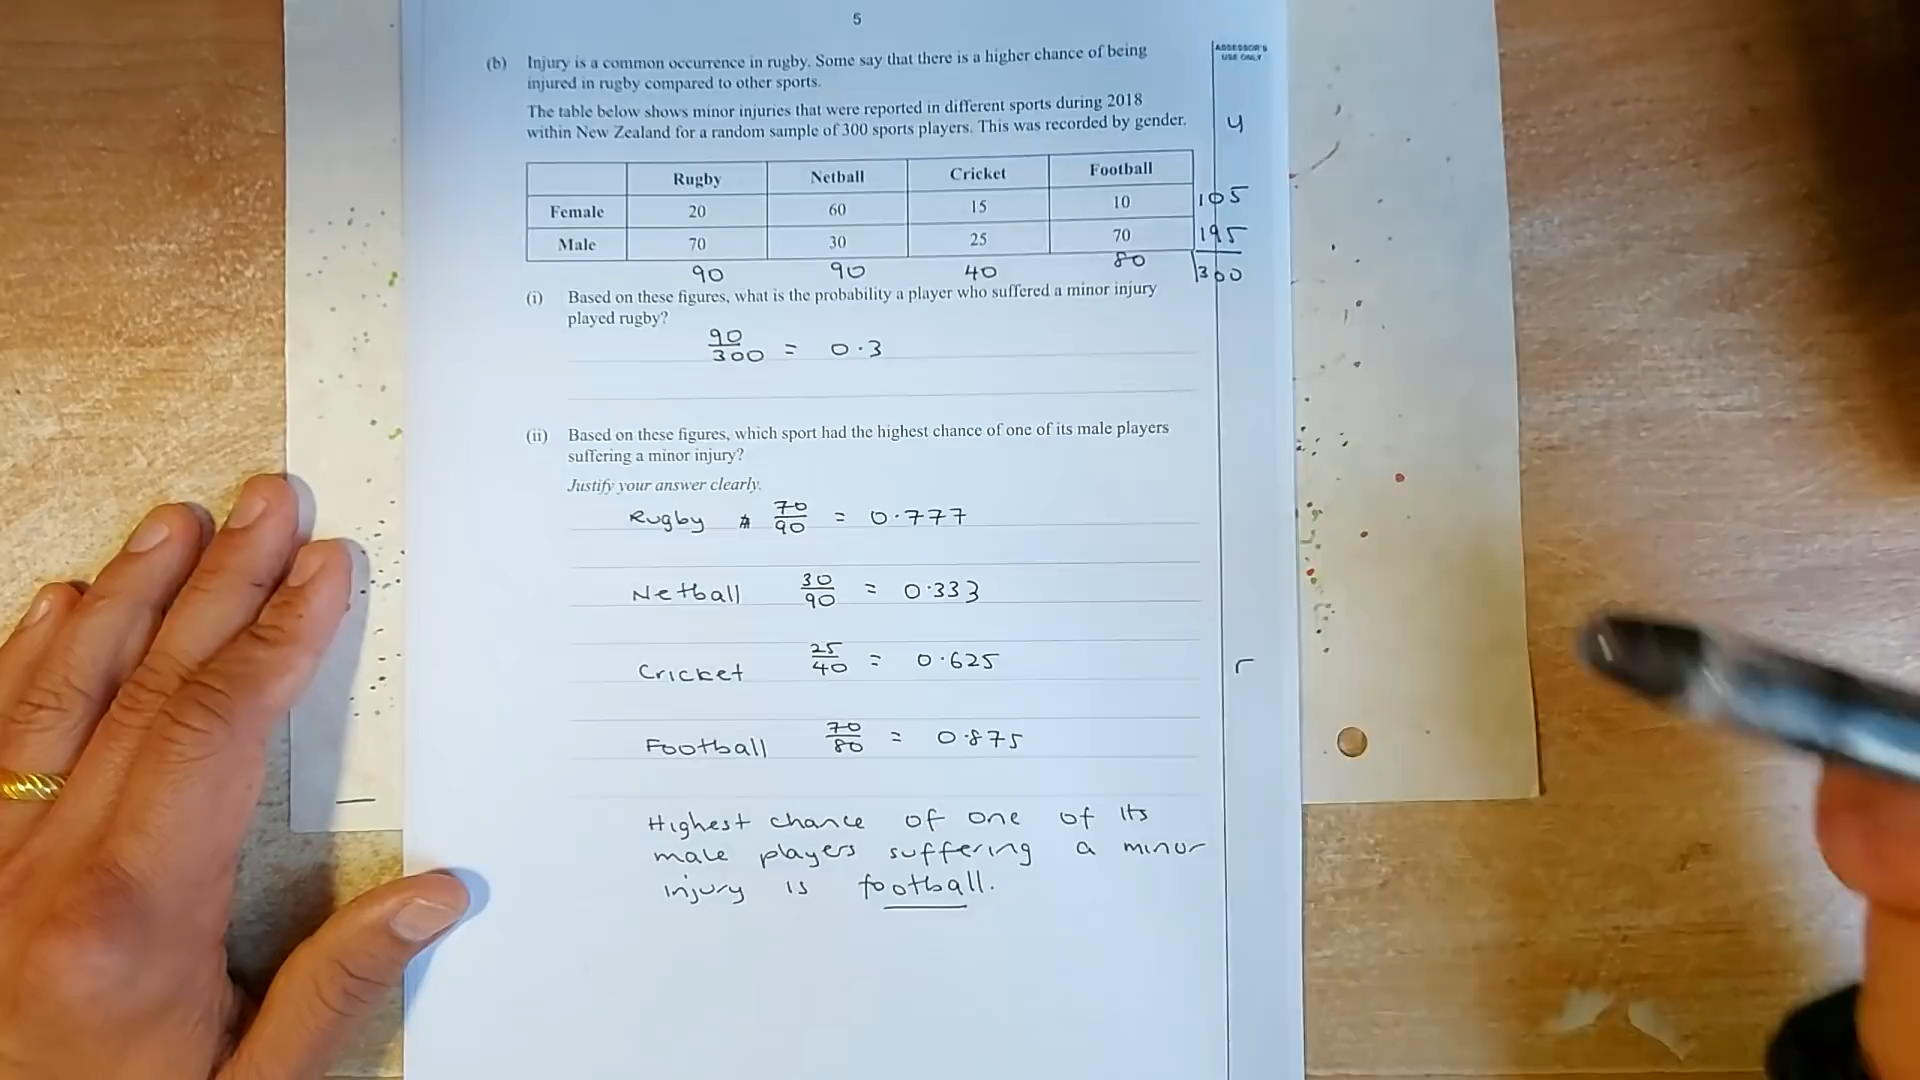 5
(b) Injury is a common occurrence in rugby. Some say that there is a higher chance of being
injured in rugby compared to other sports.
ASSESSOR'S
USE ONLY
The table below shows minor injuries that were reported in different sports during 2018
within New Zealand for a random sample of 300 sports players. This was recorded by gender.
u
Rugby Netball Cricket Football
Female 20 60 15 10 105
Male 70 30 25 70 195
90 90 40 80 300
(i) Based on these figures, what is the probability a player who suffered a minor injury
played rugby?
90/300 = 0.3
(ii) Based on these figures, which sport had the highest chance of one of its male players
suffering a minor injury?
Justify your answer clearly.
Rugby 70/90 = 0.777
Netball 30/90 = 0.333
Cricket 25/40 = 0.625
r
Football 70/80 = 0.875
Highest chance of one of its
male players suffering a minor
injury is football.